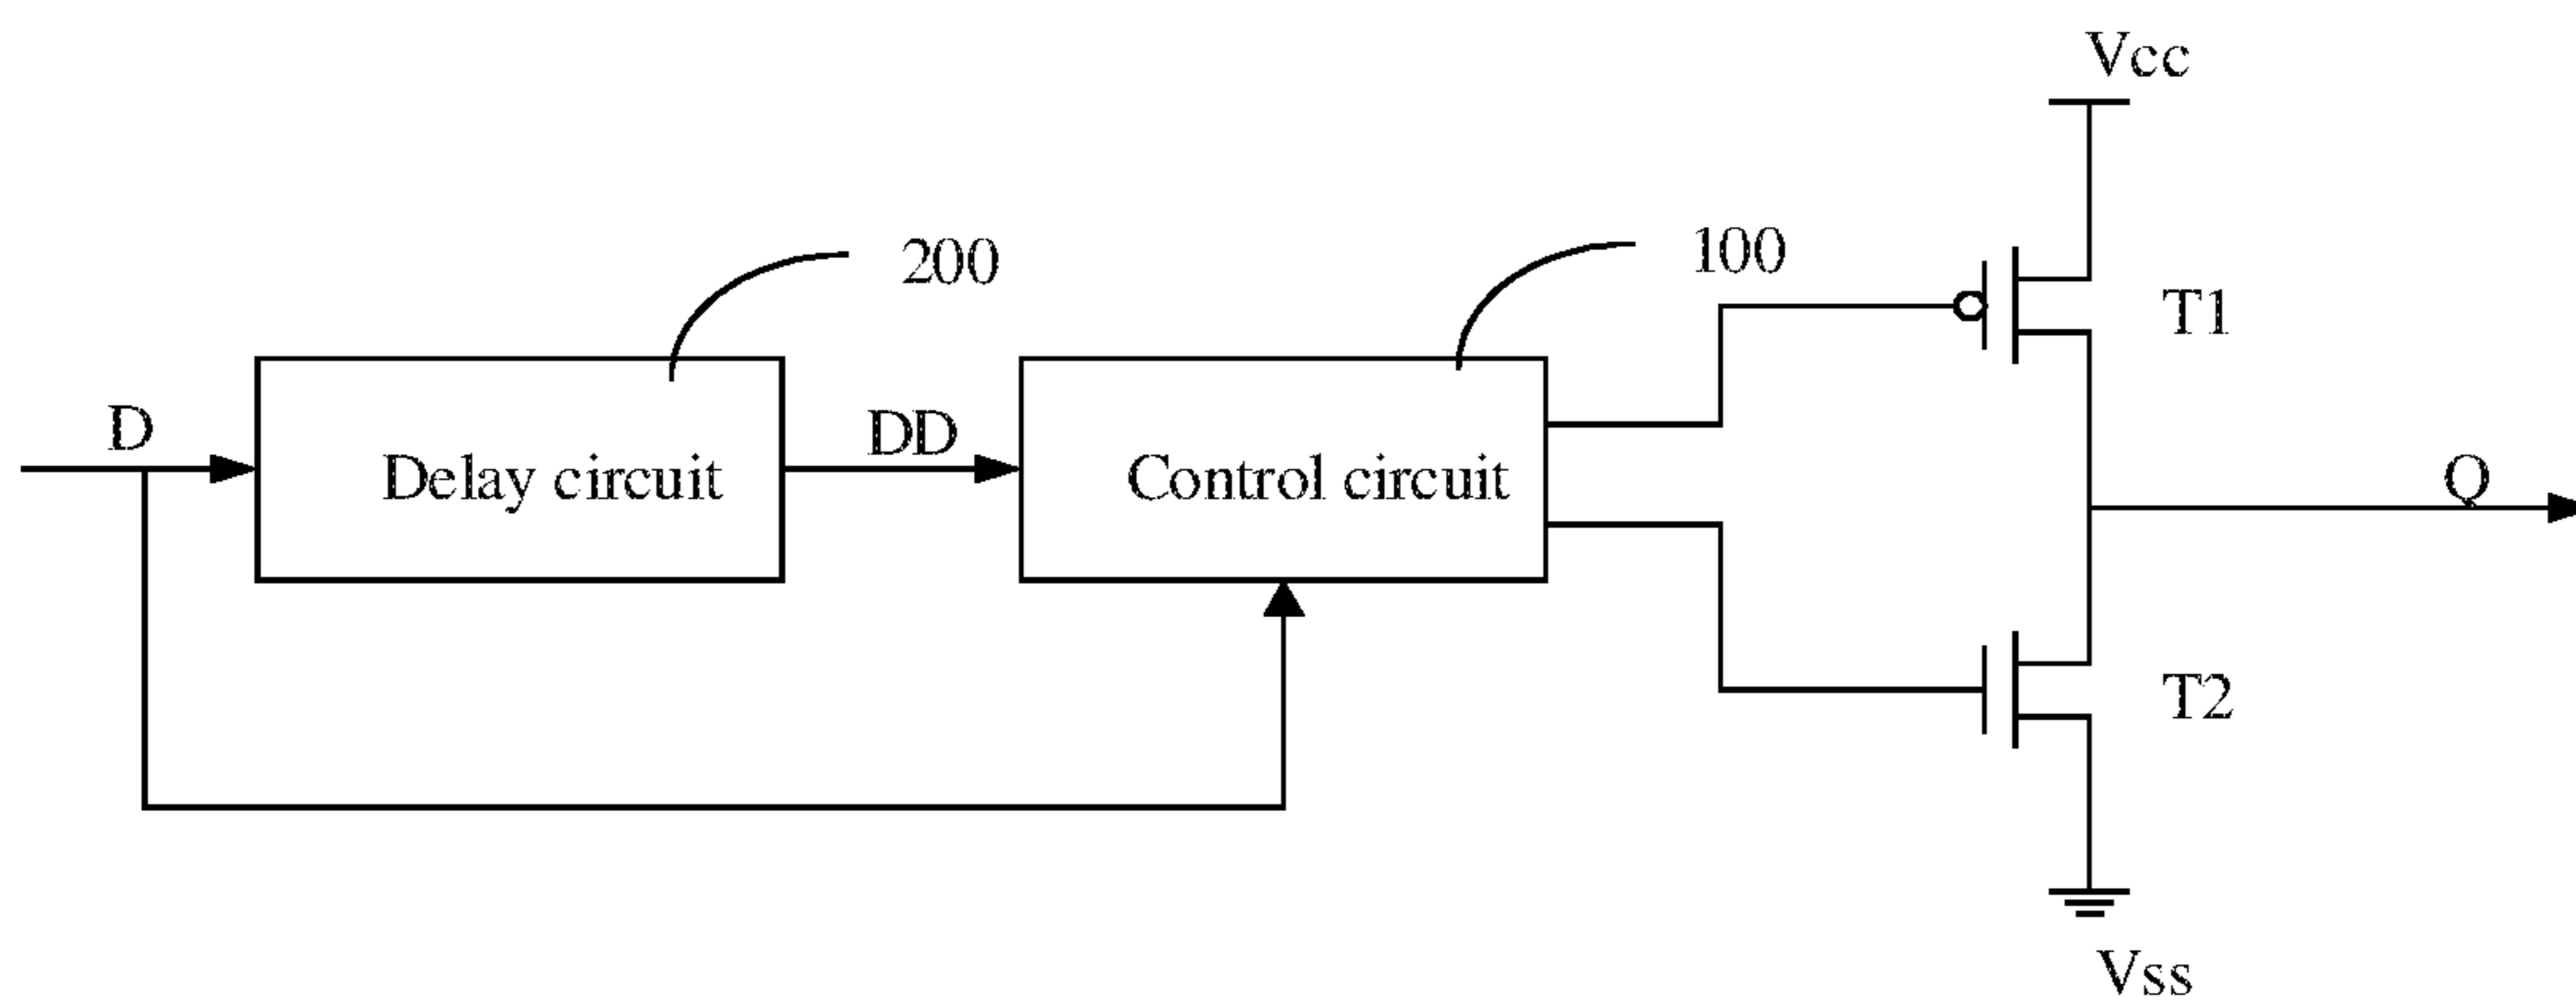 Vcc
200
100
T1
D
DD
Delay circuit
Control circuit
Q
T2
Vss